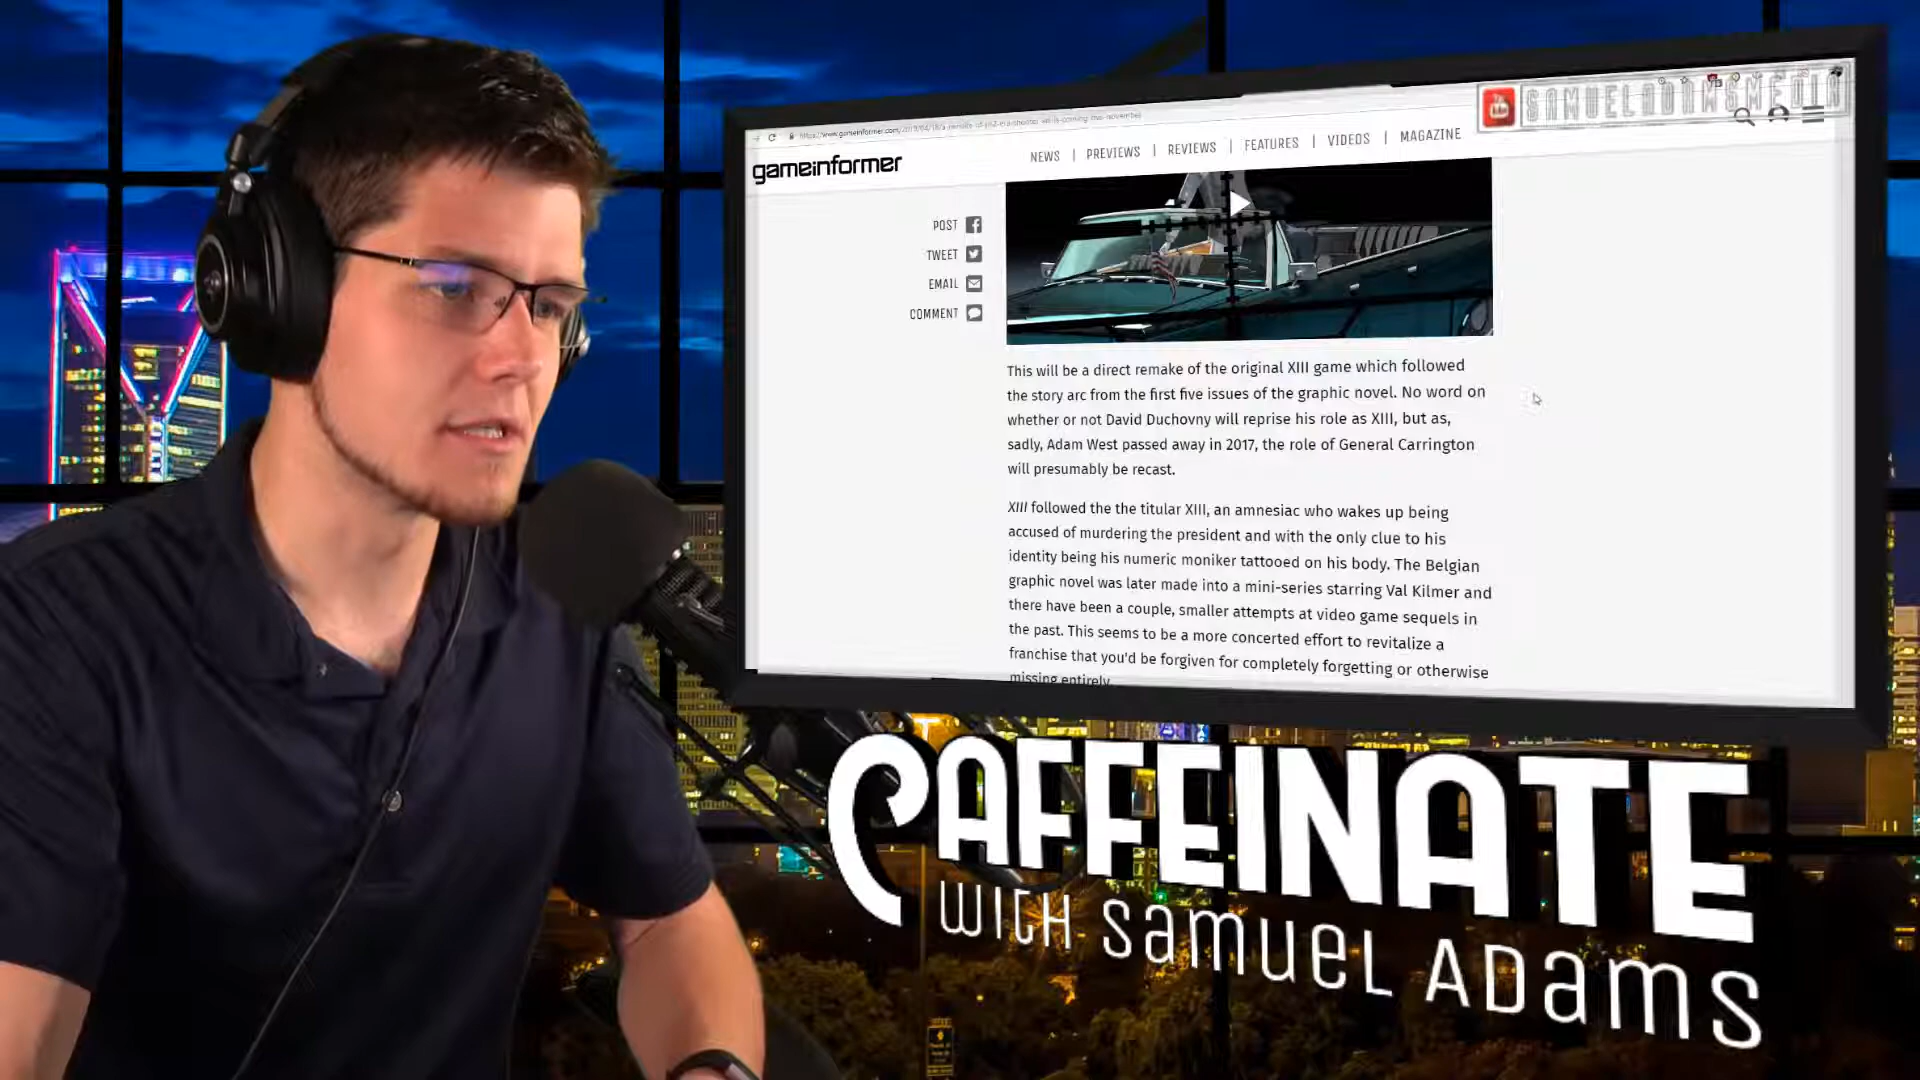 SAMUELADAMSMEDIA
gameinformer
NEWS | PREVIEWS | REVIEWS | FEATURES | VIDEOS | MAGAZINE
POST
TWEET
EMAIL
COMMENT
This will be a direct remake of the original XIII game which followed
the story arc from the first five issues of the graphic novel. No word on
whether or not David Duchovny will reprise his role as XIII, but as,
sadly, Adam West passed away in 2017, the role of General Carrington
will presumably be recast.
XIII followed the the titular XIII, an amnesiac who wakes up being
accused of murdering the president and with the only clue to his
identity being his numeric moniker tattooed on his body. The Belgian
graphic novel was later made into a mini-series starring Val Kilmer and
there have been a couple, smaller attempts at video game sequels in
the past. This seems to be a more concerted effort to revitalize a
franchise that you'd be forgiven for completely forgetting or otherwise
missing entirely.
CAFFEINATE
WITH SAMUEL ADAMS